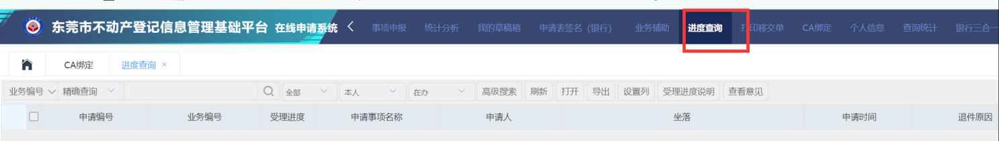 东莞市不动产登记信息管理基础平台 在线申请系统 事项申报 统计分析 我的草稿箱 申请表签名（银行） 业务辅助 进度查询 打印移交单 CA绑定 个人信息 查询统计 银行三合一
CA绑定 进度查询 ×
业务编号 精确查询 全部 本人 在办 高级搜索 刷新 打开 导出 设置列 受理进度说明 查看意见
申请编号 业务编号 受理进度 申请事项名称 申请人 坐落 申请时间 退件原因